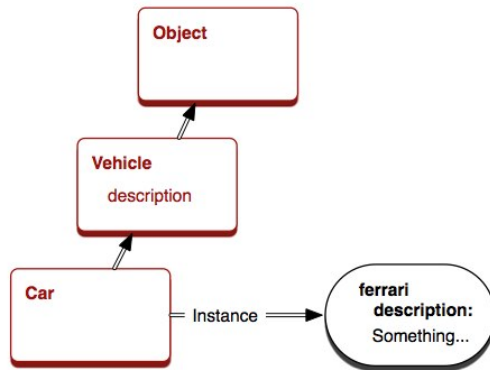 Object
Vehicle
description
Car
Instance
ferrari
description:
Something...